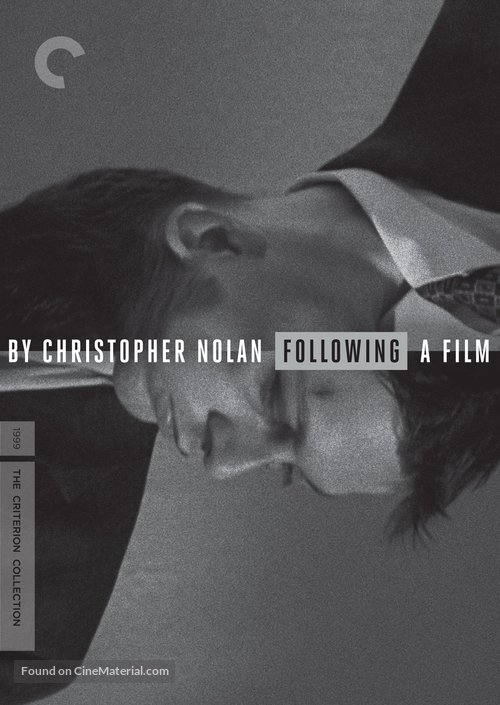 BY CHRISTOPHER NOLAN FOLLOWING A FILM
1999
THE CRITERION COLLECTION
Found on CineMaterial.com